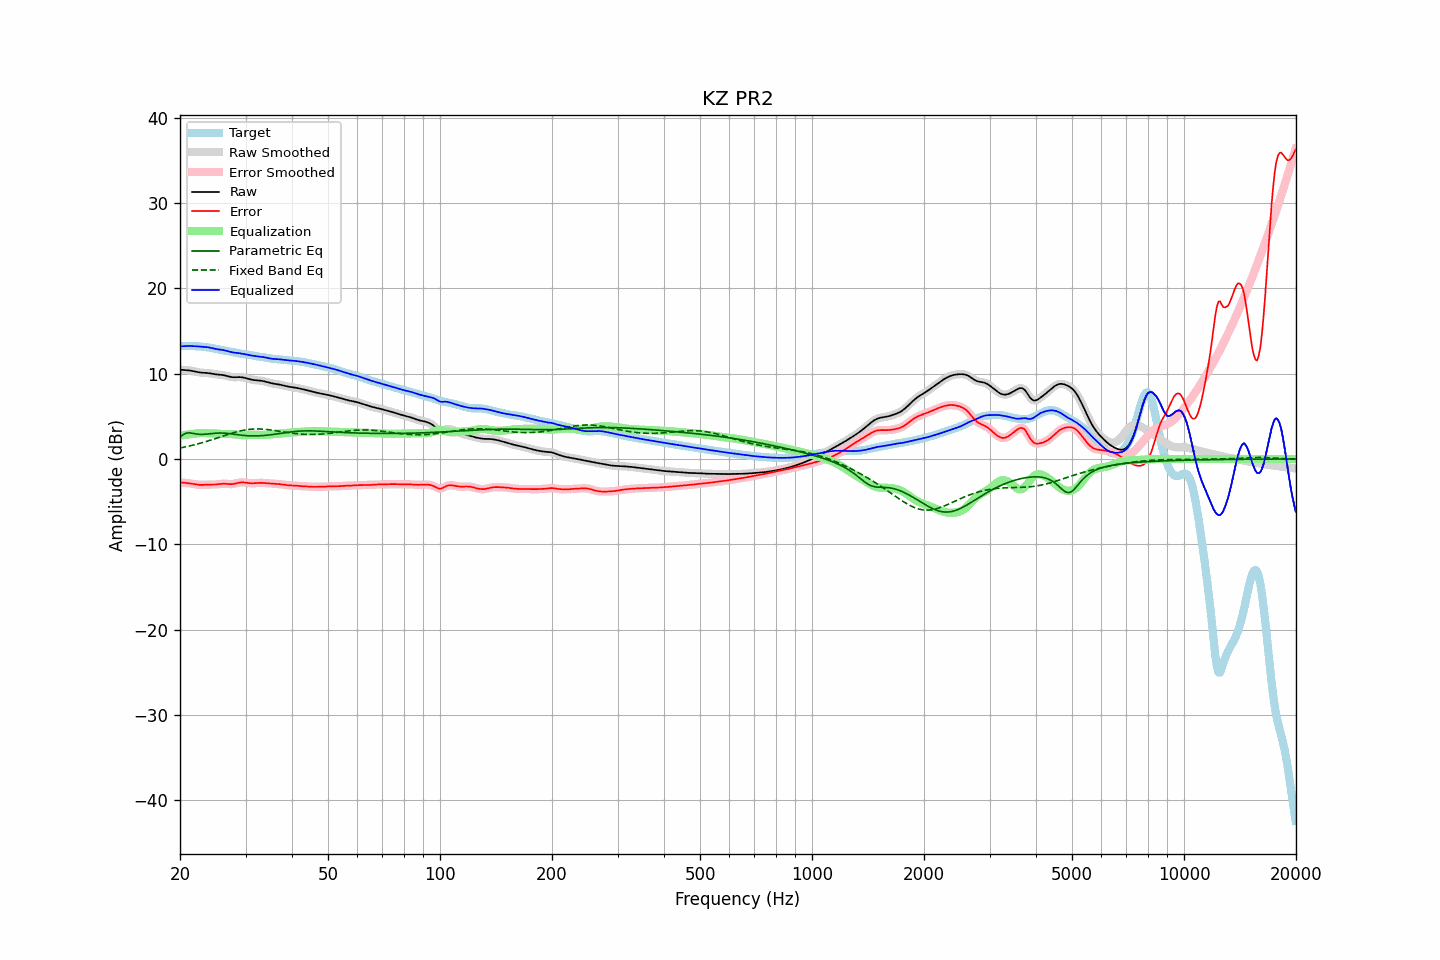 KZ PR2
Amplitude (dBr)
40
30
20
10
0
−10
−20
−30
−40
Target
Raw Smoothed
Error Smoothed
Raw
Error
Equalization
Parametric Eq
Fixed Band Eq
Equalized
20 50 100 200 500 1000 2000 5000 10000 20000
Frequency (Hz)